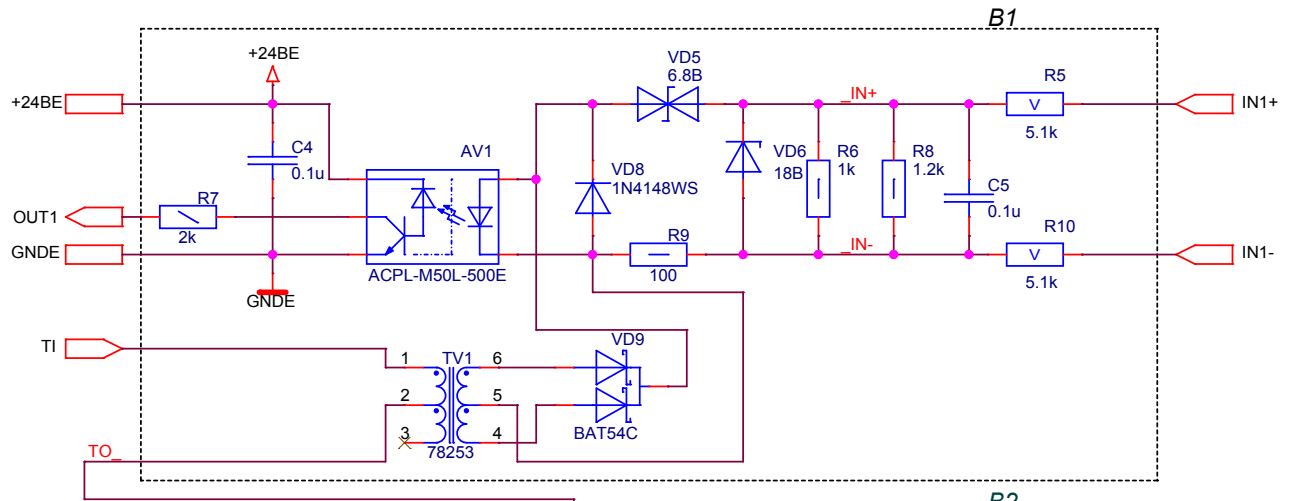 B1
+24BE
VD5
6.8B
R5
+24BE
_IN+
IN1+
V
5.1k
C4
0.1u
AV1
VD8
1N4148WS
VD6
18B
R6
1k
R8
1.2k
C5
0.1u
R7
OUT1
2k
R9
_IN-
R10
GNDE
V
IN1-
ACPL-M50L-500E
100
5.1k
GNDE
TI
VD9
1
TV1
6
2
5
3
4
BAT54C
TO_
78253
B2